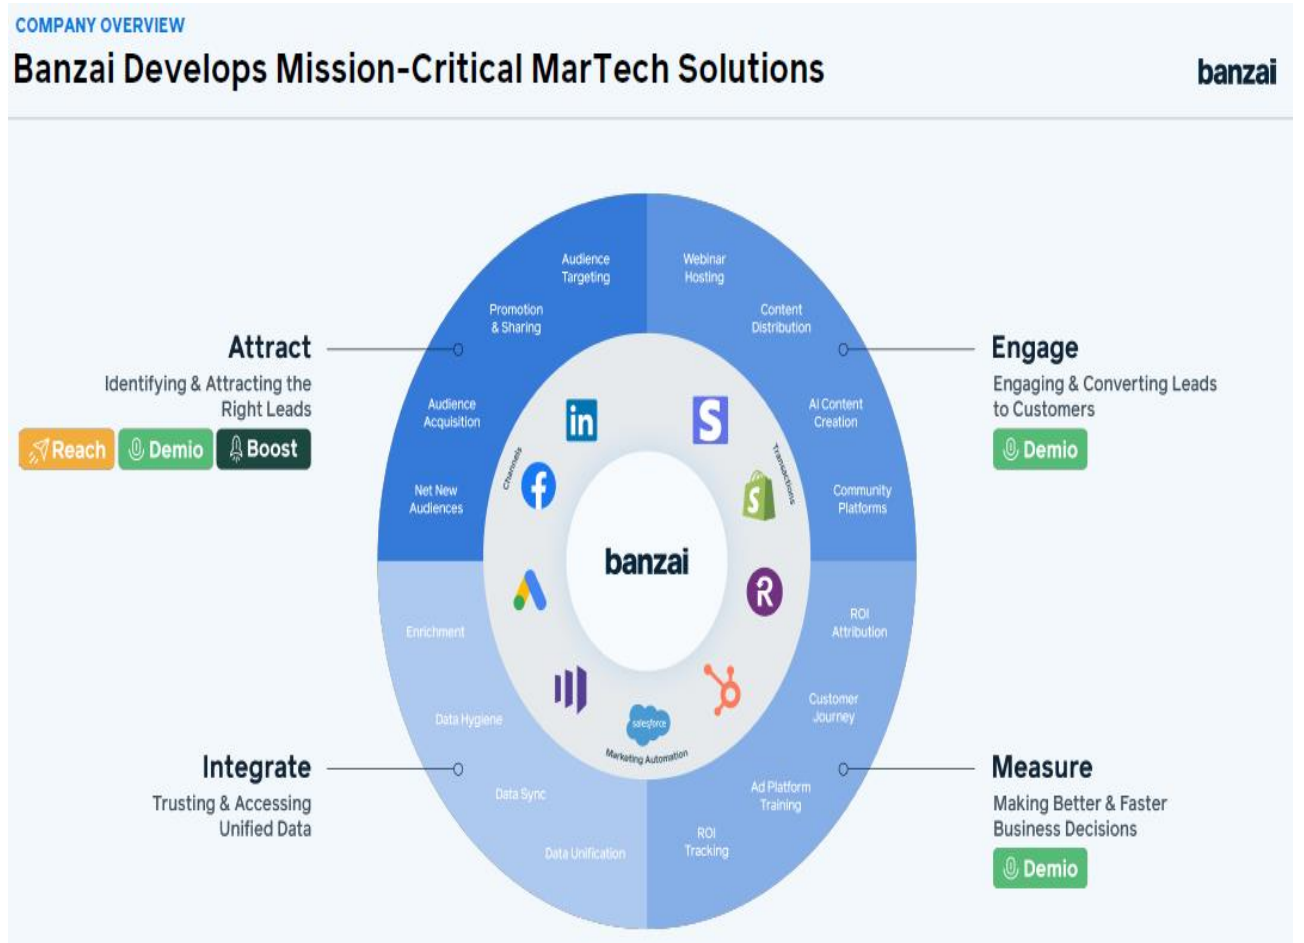 COMPANY OVERVIEW
Banzai Develops Mission-Critical MarTech Solutions
banzai
Attract
Identifying & Attracting the
Right Leads
Reach
Demio
Boost
Audience
Targeting
Promotion
& Sharing
Audience
Acquisition
Net New
Audiences
Webinar
Hosting
Content
Distribution
AI Content
Creation
Community
Platforms
Engage
Engaging & Converting Leads
to Customers
Demio
Channels
in
f
S
Transactions
S
banzai
R
salesforce
Marketing Automation
Enrichment
Data Hygiene
Data Sync
Data Unification
Integrate
Trusting & Accessing
Unified Data
ROI
Attribution
Customer
Journey
Ad Platform
Training
ROI
Tracking
Measure
Making Better & Faster
Business Decisions
Demio